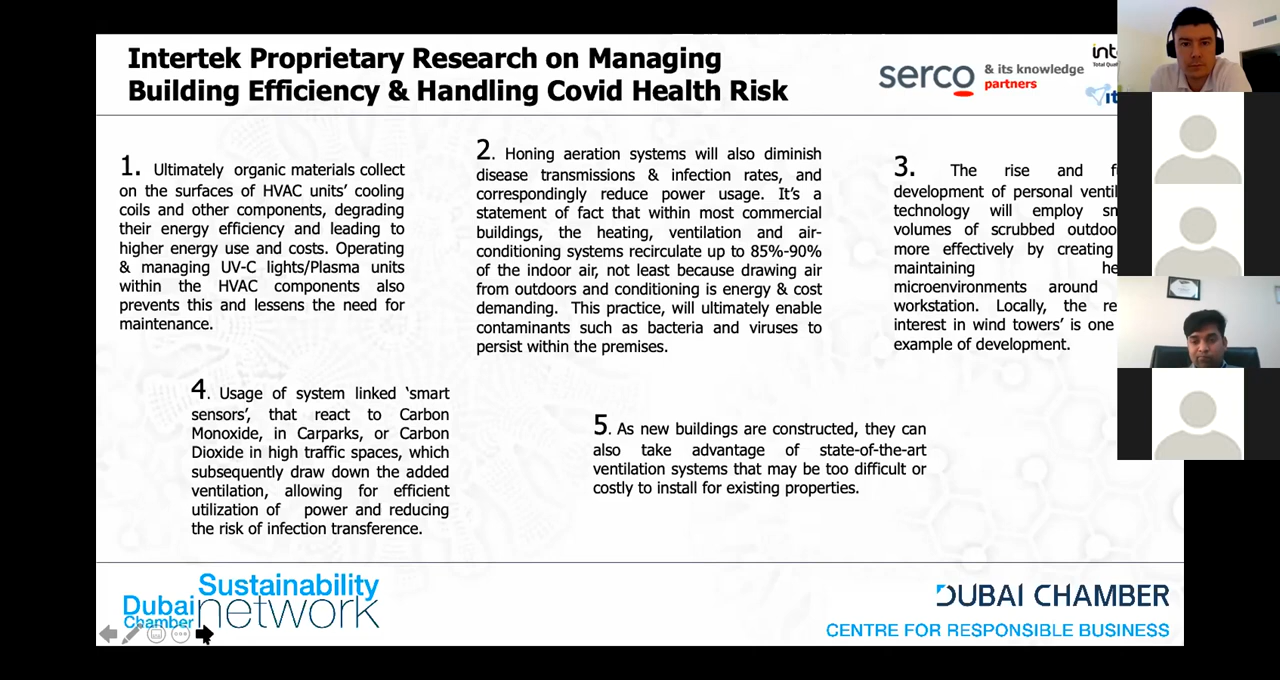 Intertek Proprietary Research on Managing
Building Efficiency & Handling Covid Health Risk
serco
& its knowledge
partners
1. Ultimately organic materials collect
on the surfaces of HVAC units’ cooling
coils and other components, degrading
their energy efficiency and leading to
higher energy use and costs. Operating
& managing UV-C lights/Plasma units
within the HVAC components also
prevents this and lessens the need for
maintenance.
2. Honing aeration systems will also diminish
disease transmissions & infection rates, and
correspondingly reduce power usage. It’s a
statement of fact that within most commercial
buildings, the heating, ventilation and air-
conditioning systems recirculate up to 85%-90%
of the indoor air, not least because drawing air
from outdoors and conditioning is energy & cost
demanding. This practice, will ultimately enable
contaminants such as bacteria and viruses to
persist within the premises.
3. The rise and
development of personal
technology will employ
volumes of scrubbed
more effectively by creating
maintaining
microenvironments around
workstation. Locally, the
interest in wind towers’ is one
example of development.
4. Usage of system linked ‘smart
sensors’, that react to Carbon
Monoxide, in Carparks, or Carbon
Dioxide in high traffic spaces, which
subsequently draw down the added
ventilation, allowing for efficient
utilization of power and reducing
the risk of infection transference.
5. As new buildings are constructed, they can
also take advantage of state-of-the-art
ventilation systems that may be too difficult or
costly to install for existing properties.
Dubai Chamber Sustainability network
DUBAI CHAMBER
CENTRE FOR RESPONSIBLE BUSINESS